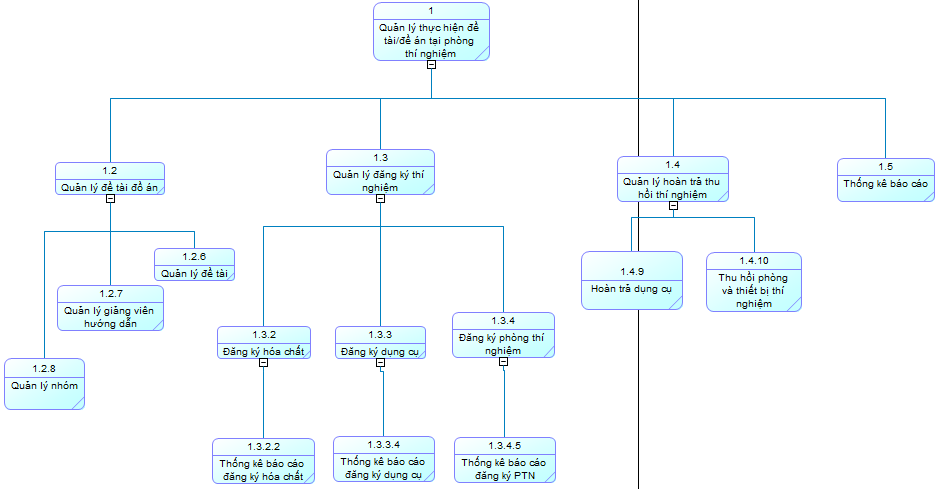 1
Quản lý thực hiện đề
tài/đề án tại phòng
thí nghiệm
1.2
Quản lý đề tài đồ án
1.3
Quản lý đăng ký thí
nghiệm
1.4
Quản lý hoàn trả thu
hồi thí nghiệm
1.5
Thống kê báo cáo
1.2.6
Quản lý đề tài
1.2.7
Quản lý giảng viên
hướng dẫn
1.2.8
Quản lý nhóm
1.3.2
Đăng ký hóa chất
1.3.3
Đăng ký dụng cụ
1.3.4
Đăng ký phòng thí
nghiệm
1.4.9
Hoàn trả dụng cụ
1.4.10
Thu hồi phòng
và thiết bị thí
nghiệm
1.3.2.2
Thống kê báo cáo
đăng ký hóa chất
1.3.3.4
Thống kê báo cáo
đăng ký dụng cụ
1.3.4.5
Thống kê báo cáo
đăng ký PTN